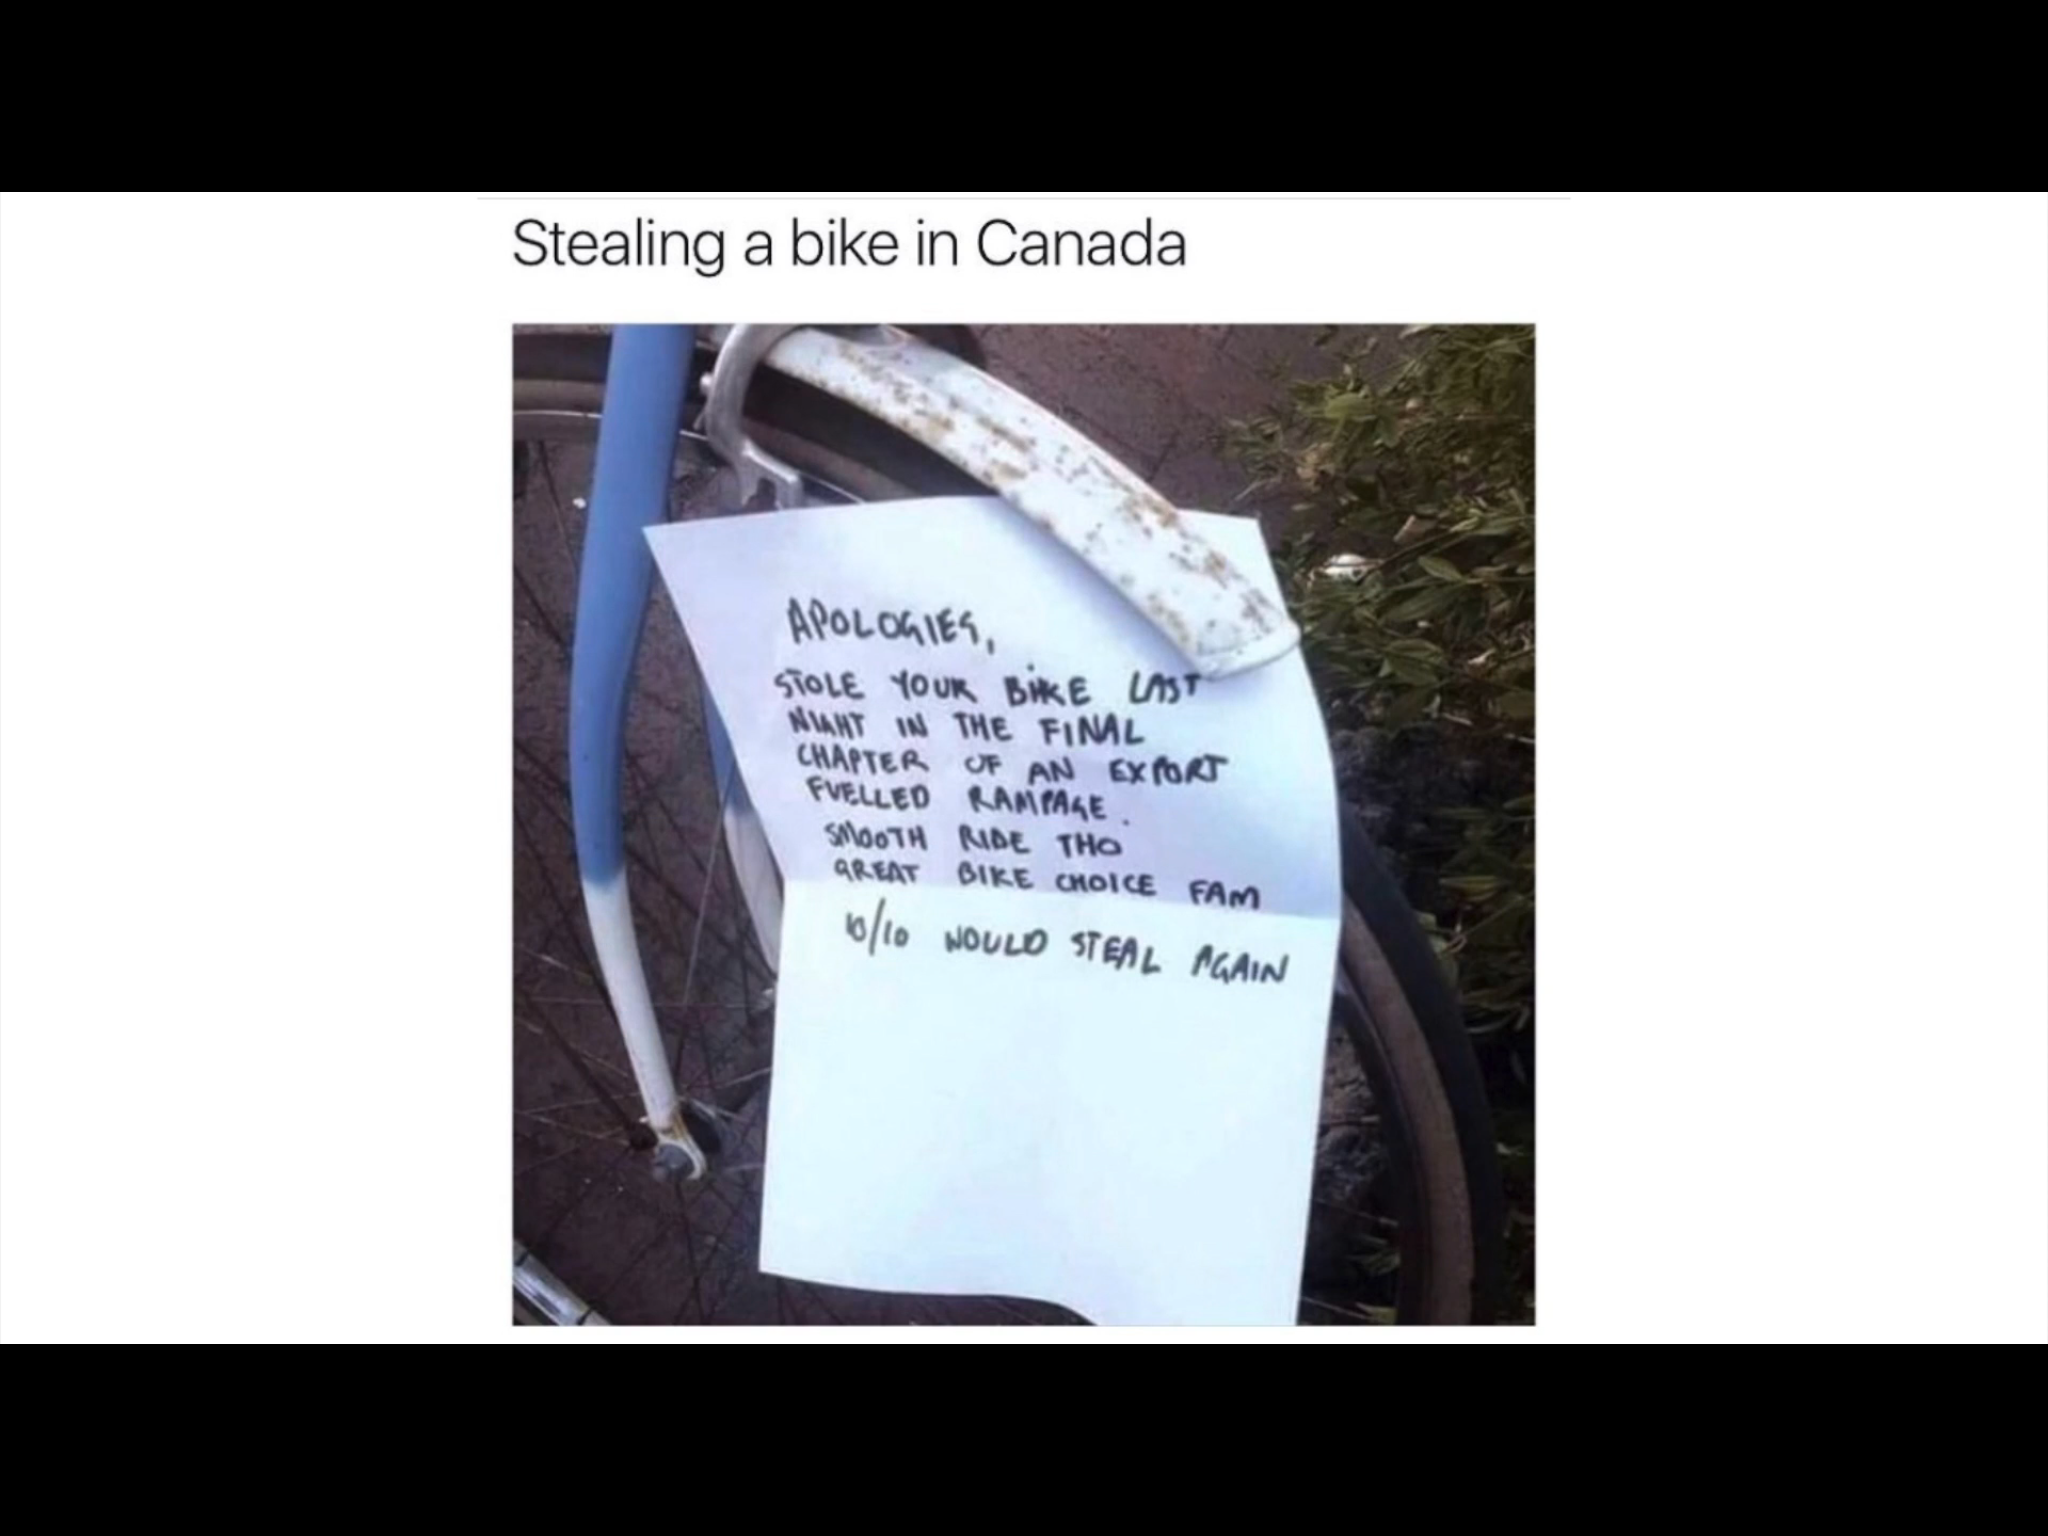 Stealing a bike in Canada
APOLOGIES,
STOLE YOUR BIKE LAST
NIGHT IN THE FINAL
CHAPTER OF AN EXPORT
FUELLED RAMPAGE.
SMOOTH RIDE THO
GREAT BIKE CHOICE FAM
10/10 WOULD STEAL AGAIN